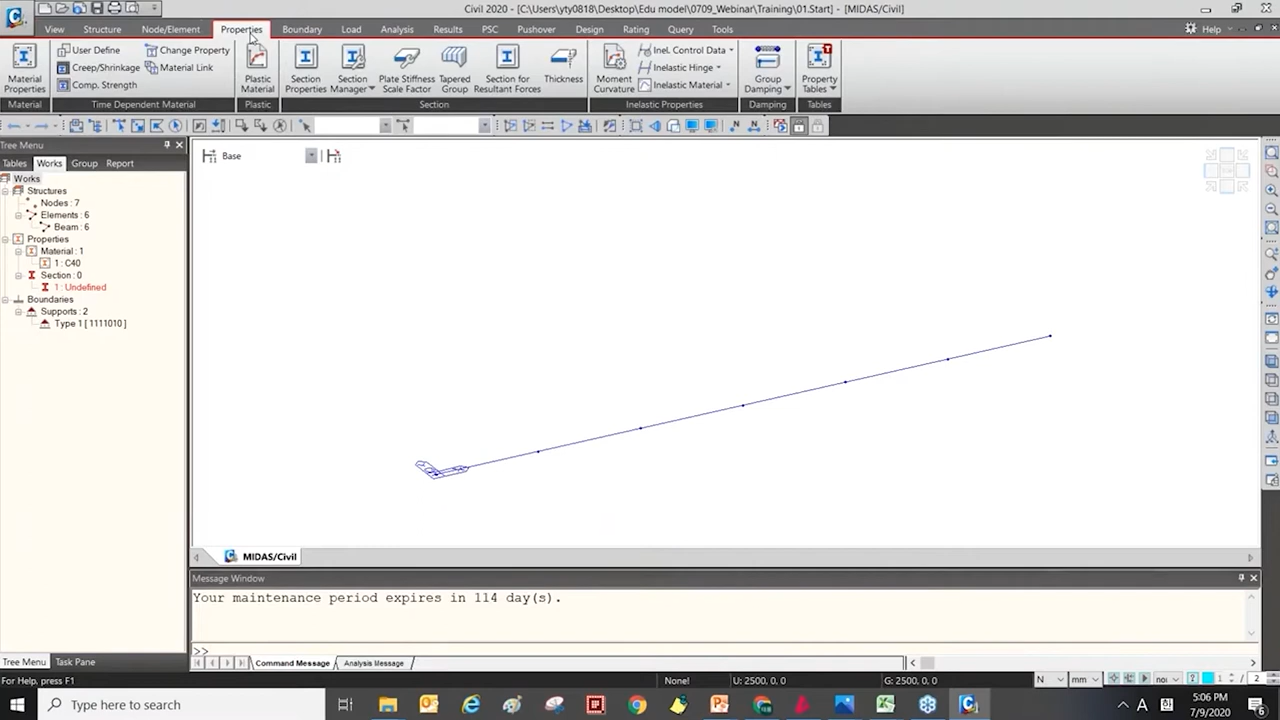 Civil 2020 - [C:\Users\yty0818\Desktop\Edu model\0709_Webinar\Training\01.Start] - [MIDAS/Civil]
View Structure Node/Element Properties Boundary Load Analysis Results PSC Pushover Design Rating Query Tools Help
User Define
Change Property
Creep/Shrinkage
Material Link
Comp. Strength
Material Properties
Plastic Material
Section Properties
Section Manager
Plate Stiffness Scale Factor
Tapered Group
Section for Resultant Forces
Thickness
Moment Curvature
Inel. Control Data
Inelastic Hinge
Inelastic Material
Group Damping
Property Tables
Material Time Dependent Material Plastic Section Inelastic Properties Damping Tables
Tree Menu
Tables Works Group Report
Base
Works
Structures
Nodes : 7
Elements : 6
Beam : 6
Properties
Material : 1
1 : C40
Section : 0
1 : Undefined
Boundaries
Supports : 2
Type 1 [ 1111010 ]
MIDAS/Civil
Message Window
Your maintenance period expires in 114 day(s).
>>
Tree Menu Task Pane
Command Message Analysis Message
For Help, press F1
None!
U: 2500, 0, 0
G: 2500, 0, 0
N
mm
2
Type here to search
5:06 PM
7/9/2020